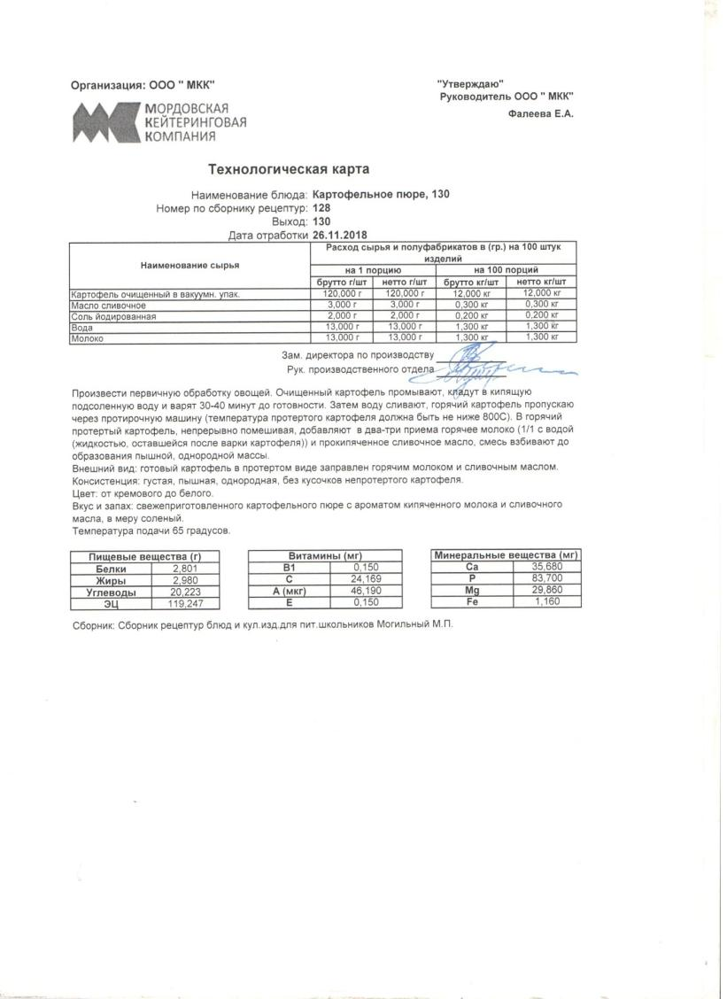 Организация: ООО " МКК"
"Утверждаю"
Руководитель ООО " МКК"
Фалеева Е.А.
МОРДОВСКАЯ
КЕЙТЕРИНГОВАЯ
КОМПАНИЯ
Технологическая карта
Наименование блюда: Картофельное пюре, 130
Номер по сборнику рецептур: 128
Выход: 130
Дата отработки 26.11.2018
Наименование сырья
Расход сырья и полуфабрикатов в (гр.) на 100 штук
изделий
на 1 порцию на 100 порций
брутто г/шт нетто г/шт брутто кг/шт нетто кг/шт
Картофель очищенный в вакуумн. упак. 120,000 г 120,000 г 12,000 кг 12,000 кг
Масло сливочное 3,000 г 3,000 г 0,300 кг 0,300 кг
Соль йодированная 2,000 г 2,000 г 0,200 кг 0,200 кг
Вода 13,000 г 13,000 г 1,300 кг 1,300 кг
Молоко 13,000 г 13,000 г 1,300 кг 1,300 кг
Зам. директора по производству
Рук. производственного отдела
Произвести первичную обработку овощей. Очищенный картофель промывают, кладут в кипящую
подсоленную воду и варят 30-40 минут до готовности. Затем воду сливают, горячий картофель пропускаю
через протирочную машину (температура протертого картофеля должна быть не ниже 800С). В горячий
протертый картофель, непрерывно помешивая, добавляют в два-три приема горячее молоко (1/1 с водой
(жидкостью, оставшейся после варки картофеля)) и прокипяченное сливочное масло, смесь взбивают до
образования пышной, однородной массы.
Внешний вид: готовый картофель в протертом виде заправлен горячим молоком и сливочным маслом.
Консистенция: густая, пышная, однородная, без кусочков непротертого картофеля.
Цвет: от кремового до белого.
Вкус и запах: свежеприготовленного картофельного пюре с ароматом кипяченного молока и сливочного
масла, в меру соленый.
Температура подачи 65 градусов.
Пищевые вещества (г)
Белки 2,801
Жиры 2,980
Углеводы 20,223
ЭЦ 119,247
Витамины (мг)
B1 0,150
C 24,169
A (мкг) 46,190
E 0,150
Минеральные вещества (мг)
Ca 35,680
P 83,700
Mg 29,860
Fe 1,160
Сборник: Сборник рецептур блюд и кул.изд.для пит.школьников Могильный М.П.